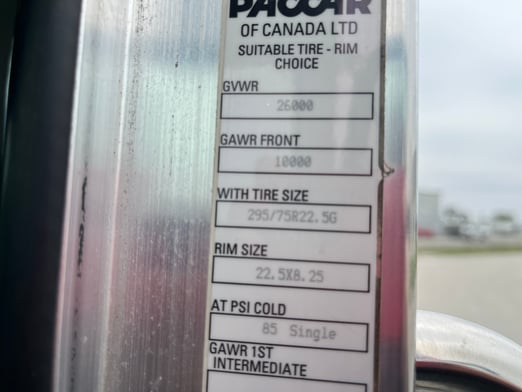 PACCAR
OF CANADA LTD
SUITABLE TIRE - RIM
CHOICE
GVWR
26000
GAWR FRONT
10000
WITH TIRE SIZE
295/75R22.5G
RIM SIZE
22.5X8.25
AT PSI COLD
85 Single
GAWR 1ST
INTERMEDIATE